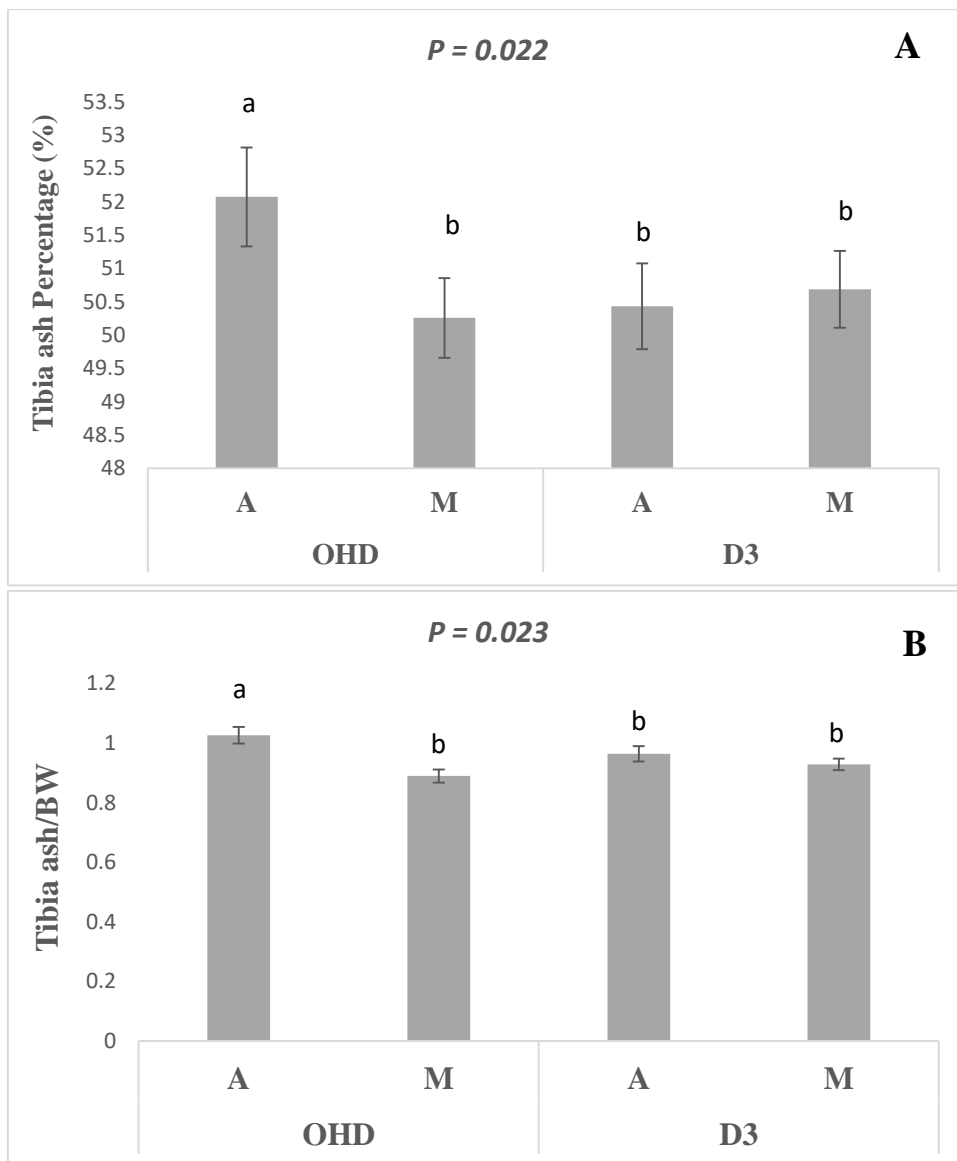 P = 0.022
A
Tibia ash Percentage (%)
53.5
53
52.5
52
51.5
51
50.5
50
49.5
49
48.5
48
a
b
b
b
A M A M
OHD D3
P = 0.023
B
Tibia ash/BW
1.2
1
0.8
0.6
0.4
0.2
0
a
b
b
b
A M A M
OHD D3